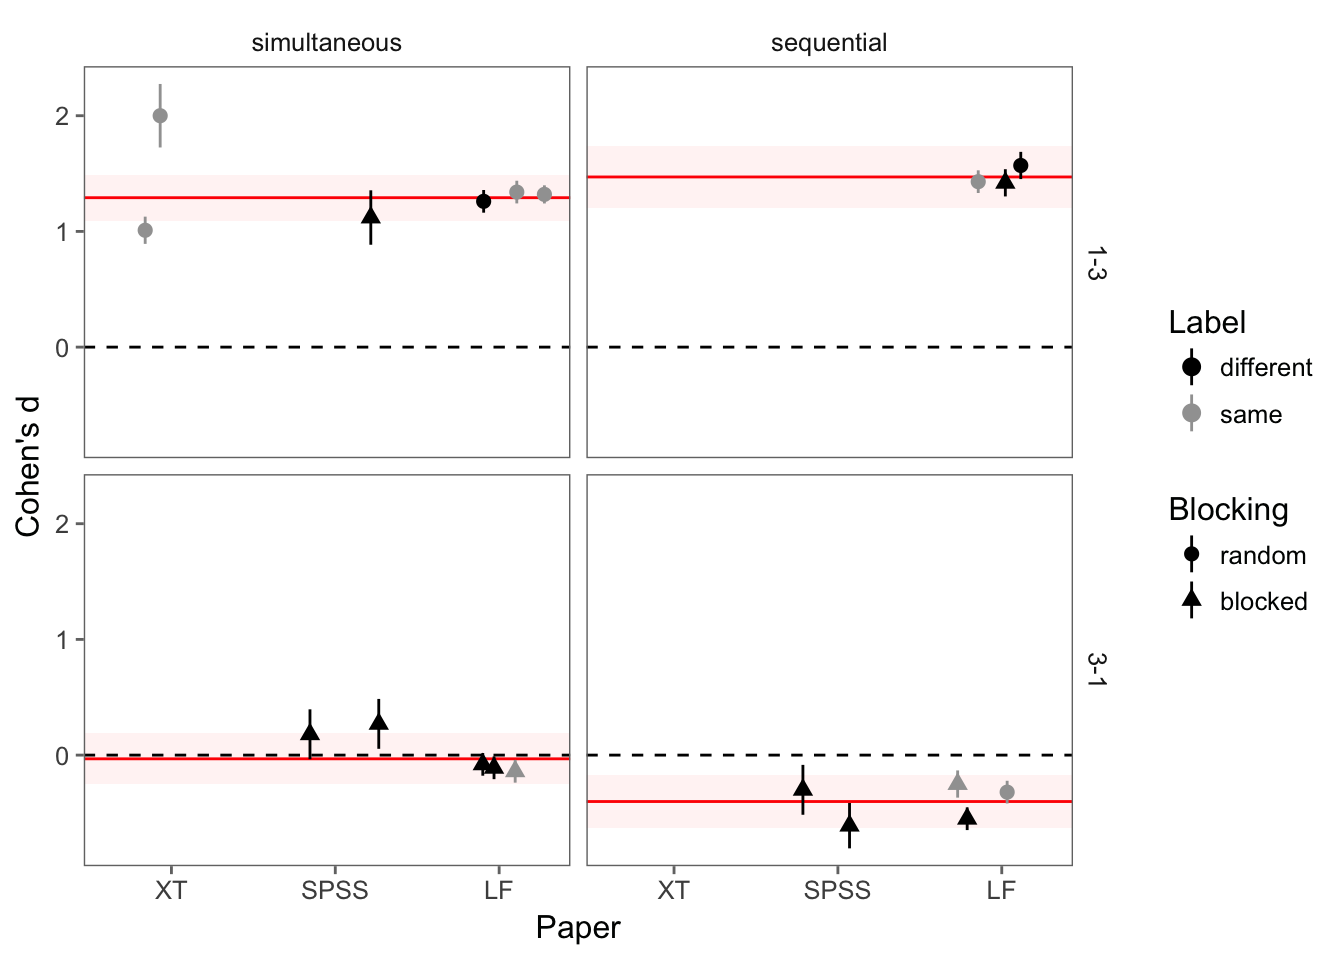 simultaneous
sequential
2
1
0
1-3
2
1
0
3-1
Cohen's d
XT
SPSS
LF
XT
SPSS
LF
Paper
Label
different
same
Blocking
random
blocked